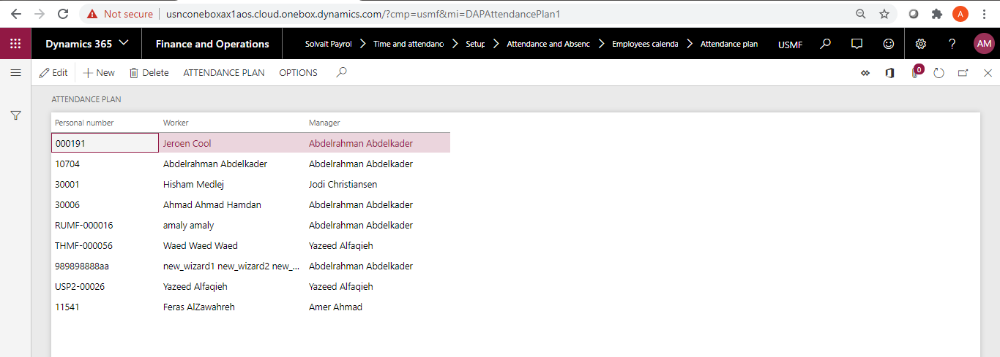 Not secure usnconeboxax1aos.cloud.onebox.dynamics.com/?cmp=usmf&mi=DAPAttendancePlan1 A
Dynamics 365 Finance and Operations Solvait Payrol Time and attendanc Setup Attendance and Absenc Employees calenda Attendance plan USMF ? AM
Edit New Delete ATTENDANCE PLAN OPTIONS 0
ATTENDANCE PLAN
Personal number Worker Manager
000191 Jeroen Cool Abdelrahman Abdelkader
10704 Abdelrahman Abdelkader Abdelrahman Abdelkader
30001 Hisham Medlej Jodi Christiansen
30006 Ahmad Ahmad Hamdan Abdelrahman Abdelkader
RUMF-000016 amaly amaly Abdelrahman Abdelkader
THMF-000056 Waed Waed Waed Yazeed Alfaqieh
989898888aa new_wizard1 new_wizard2 new_... Abdelrahman Abdelkader
USP2-00026 Yazeed Alfaqieh Yazeed Alfaqieh
11541 Feras AlZawahreh Amer Ahmad